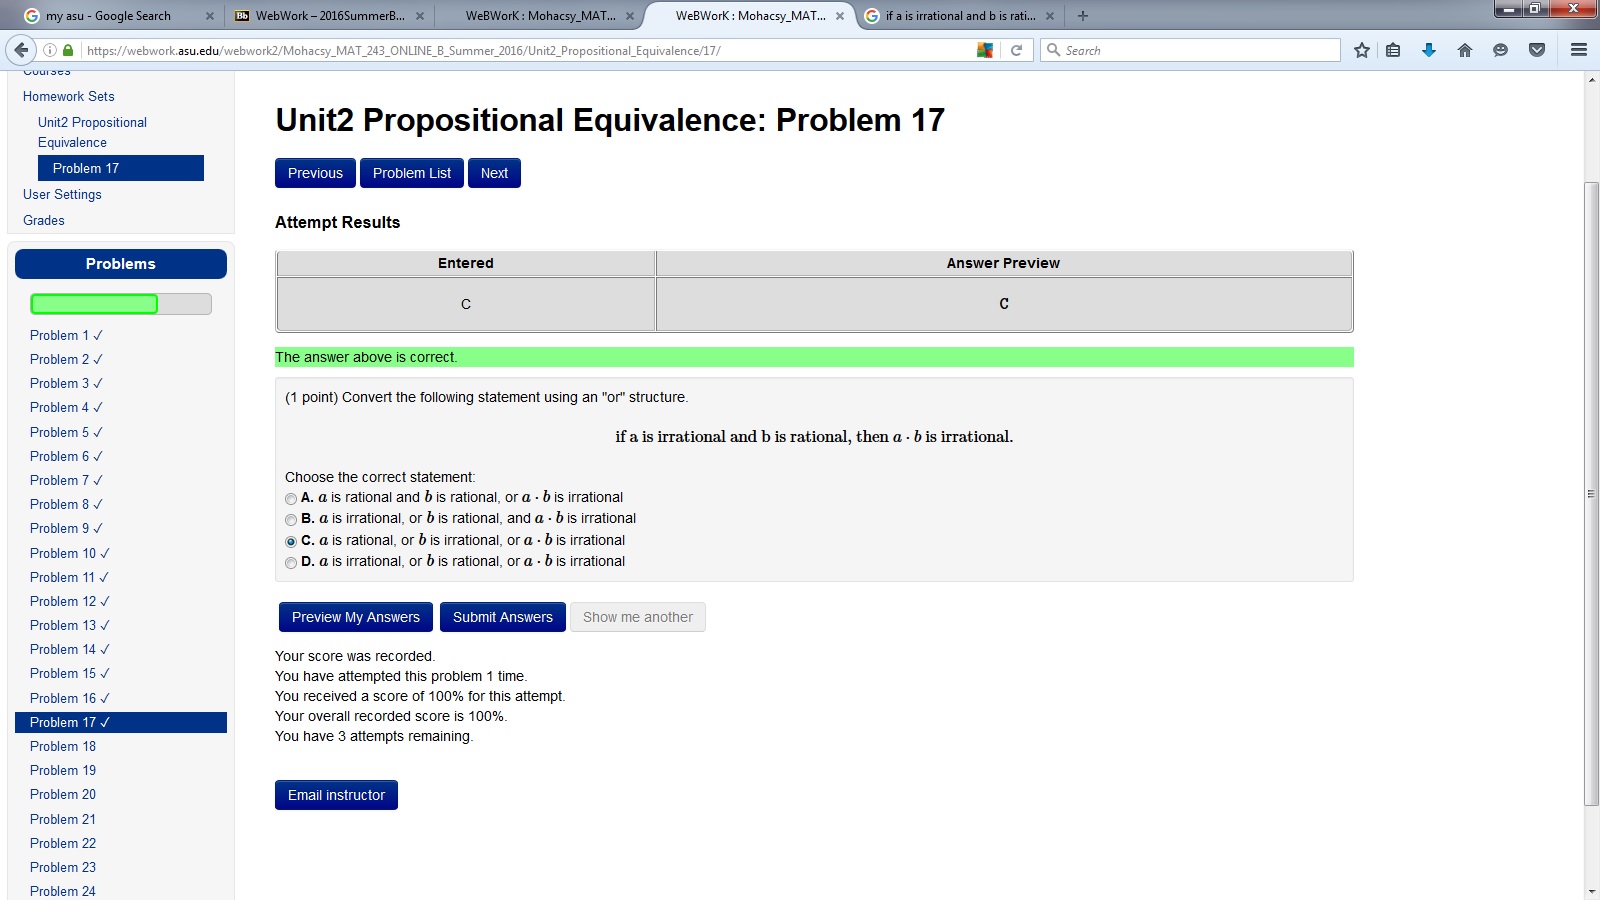 my asu - Google Search
WebWork – 2016SummerB...
WeBWorK : Mohacsy_MAT...
WeBWorK : Mohacsy_MAT...
if a is irrational and b is rati...
https://webwork.asu.edu/webwork2/Mohacsy_MAT_243_ONLINE_B_Summer_2016/Unit2_Propositional_Equivalence/17/
Search
Courses
Homework Sets
Unit2 Propositional
Equivalence
Problem 17
User Settings
Grades
Problems
Problem 1 ✓
Problem 2 ✓
Problem 3 ✓
Problem 4 ✓
Problem 5 ✓
Problem 6 ✓
Problem 7 ✓
Problem 8 ✓
Problem 9 ✓
Problem 10 ✓
Problem 11 ✓
Problem 12 ✓
Problem 13 ✓
Problem 14 ✓
Problem 15 ✓
Problem 16 ✓
Problem 17 ✓
Problem 18
Problem 19
Problem 20
Problem 21
Problem 22
Problem 23
Problem 24
Unit2 Propositional Equivalence: Problem 17
Previous Problem List Next
Attempt Results
Entered Answer Preview
C C
The answer above is correct.
(1 point) Convert the following statement using an "or" structure.
if a is irrational and b is rational, then a · b is irrational.
Choose the correct statement:
A. a is rational and b is rational, or a · b is irrational
B. a is irrational, or b is rational, and a · b is irrational
C. a is rational, or b is irrational, or a · b is irrational
D. a is irrational, or b is rational, or a · b is irrational
Preview My Answers Submit Answers Show me another
Your score was recorded.
You have attempted this problem 1 time.
You received a score of 100% for this attempt.
Your overall recorded score is 100%.
You have 3 attempts remaining.
Email instructor